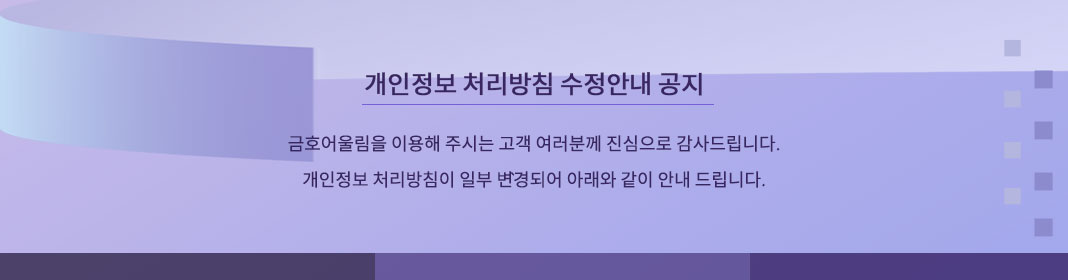 개인정보 처리방침 수정안내 공지
금호어울림을 이용해 주시는 고객 여러분께 진심으로 감사드립니다.
개인정보 처리방침이 일부 변경되어 아래와 같이 안내 드립니다.